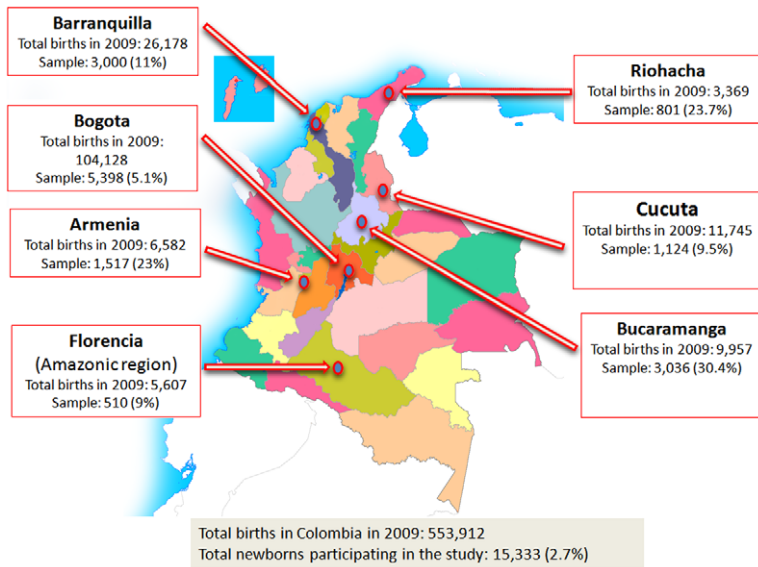 Barranquilla
Total births in 2009: 26,178
Sample: 3,000 (11%)
Bogota
Total births in 2009:
104,128
Sample: 5,398 (5.1%)
Armenia
Total births in 2009: 6,582
Sample: 1,517 (23%)
Florencia
(Amazonic region)
Total births in 2009: 5,607
Sample: 510 (9%)
Riohacha
Total births in 2009: 3,369
Sample: 801 (23.7%)
Cucuta
Total births in 2009: 11,745
Sample: 1,124 (9.5%)
Bucaramanga
Total births in 2009: 9,957
Sample: 3,036 (30.4%)
Total births in Colombia in 2009: 553,912
Total newborns participating in the study: 15,333 (2.7%)